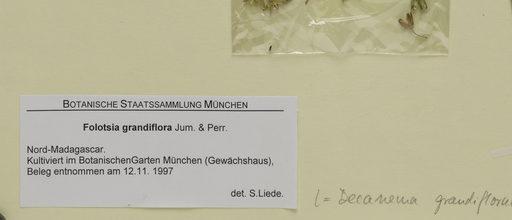 BOTANISCHE STAATSSAMMLUNG MÜNCHEN
Folotsia grandiflora Jum. & Perr.
Nord-Madagascar.
Kultiviert im BotanischenGarten München (Gewächshaus),
Beleg entnommen am 12.11. 1997
det. S.Liede.
(= Decanema grandiflorum